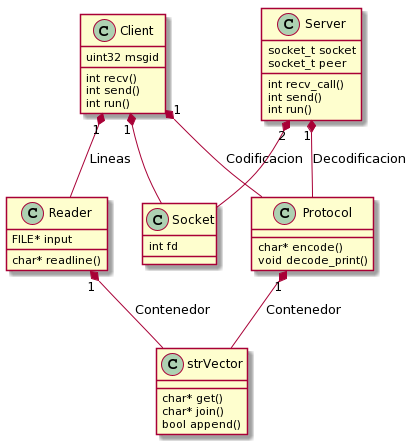 C Client
uint32 msgid
int recv()
int send()
int run()
C Server
socket_t socket
socket_t peer
int recv_call()
int send()
int run()
1
1
1
2
1
Lineas
Codificacion
Decodificacion
C Reader
FILE* input
char* readline()
C Socket
int fd
C Protocol
char* encode()
void decode_print()
1
1
Contenedor
Contenedor
C strVector
char* get()
char* join()
bool append()